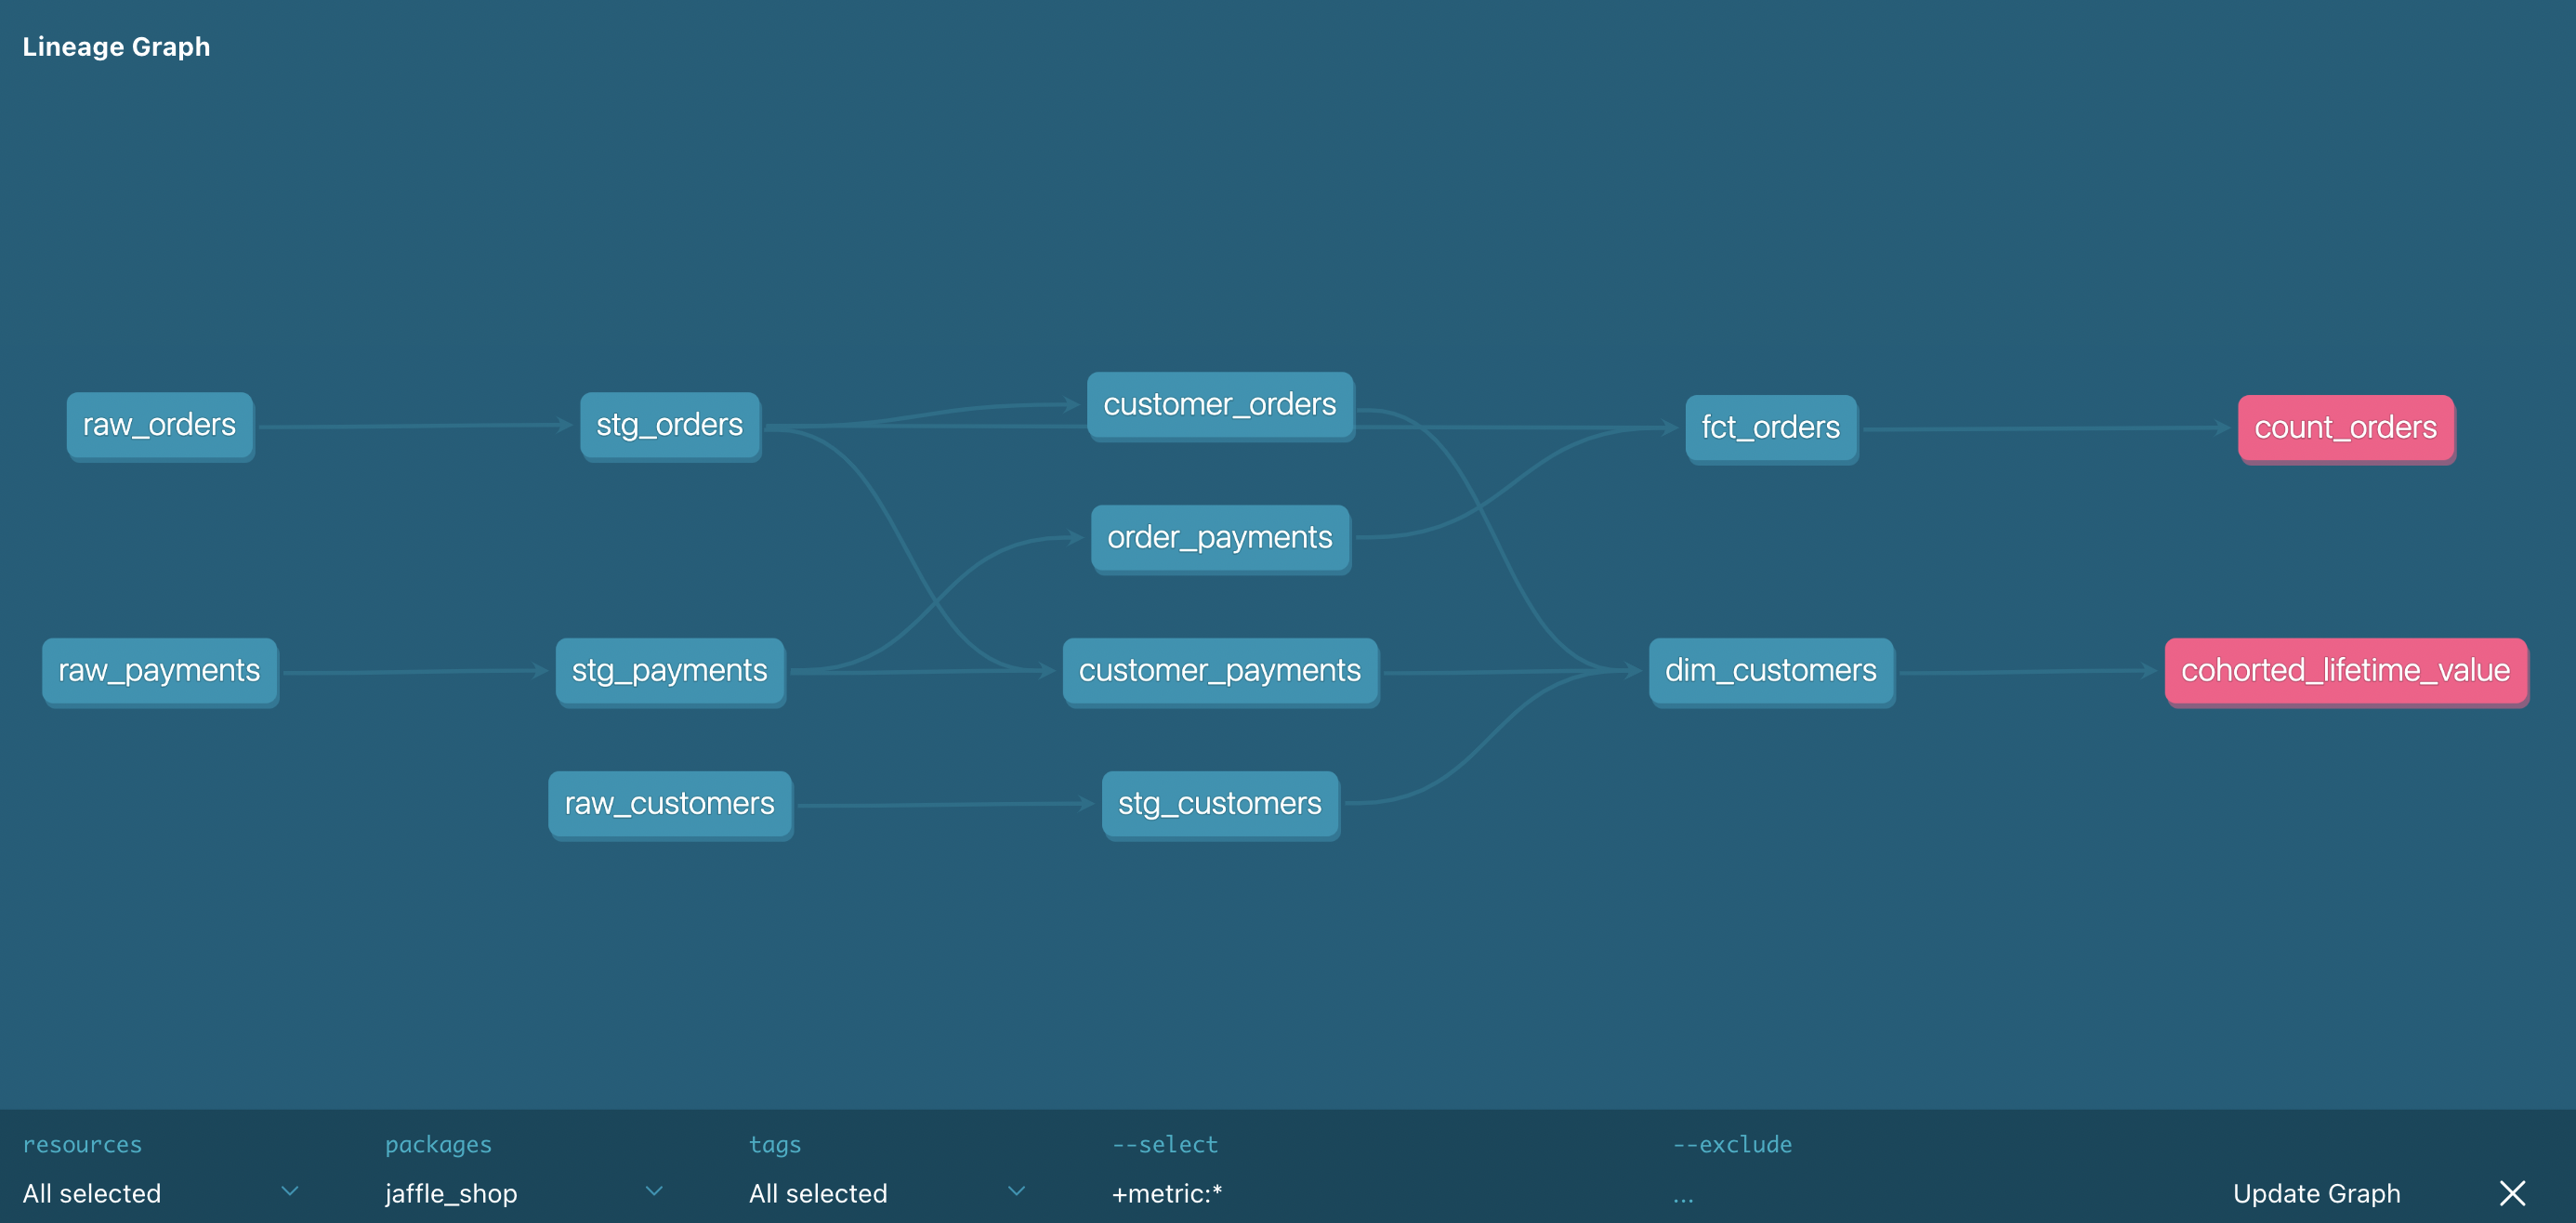 Lineage Graph
customer_orders
raw_orders
stg_orders
fct_orders
count_orders
order_payments
raw_payments
stg_payments
customer_payments
dim_customers
cohorted_lifetime_value
raw_customers
stg_customers
resources
packages
tags
--select
--exclude
All selected
jaffle_shop
All selected
+metric:*
...
Update Graph